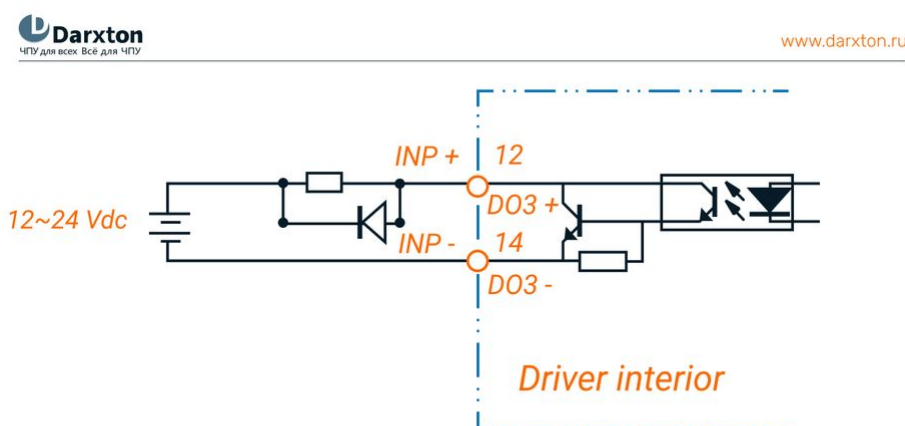 Darxton
ЧПУ для всех Всё для ЧПУ
www.darxton.ru
INP + 12
DO3 +
12~24 Vdc
INP - 14
DO3 -
Driver interior